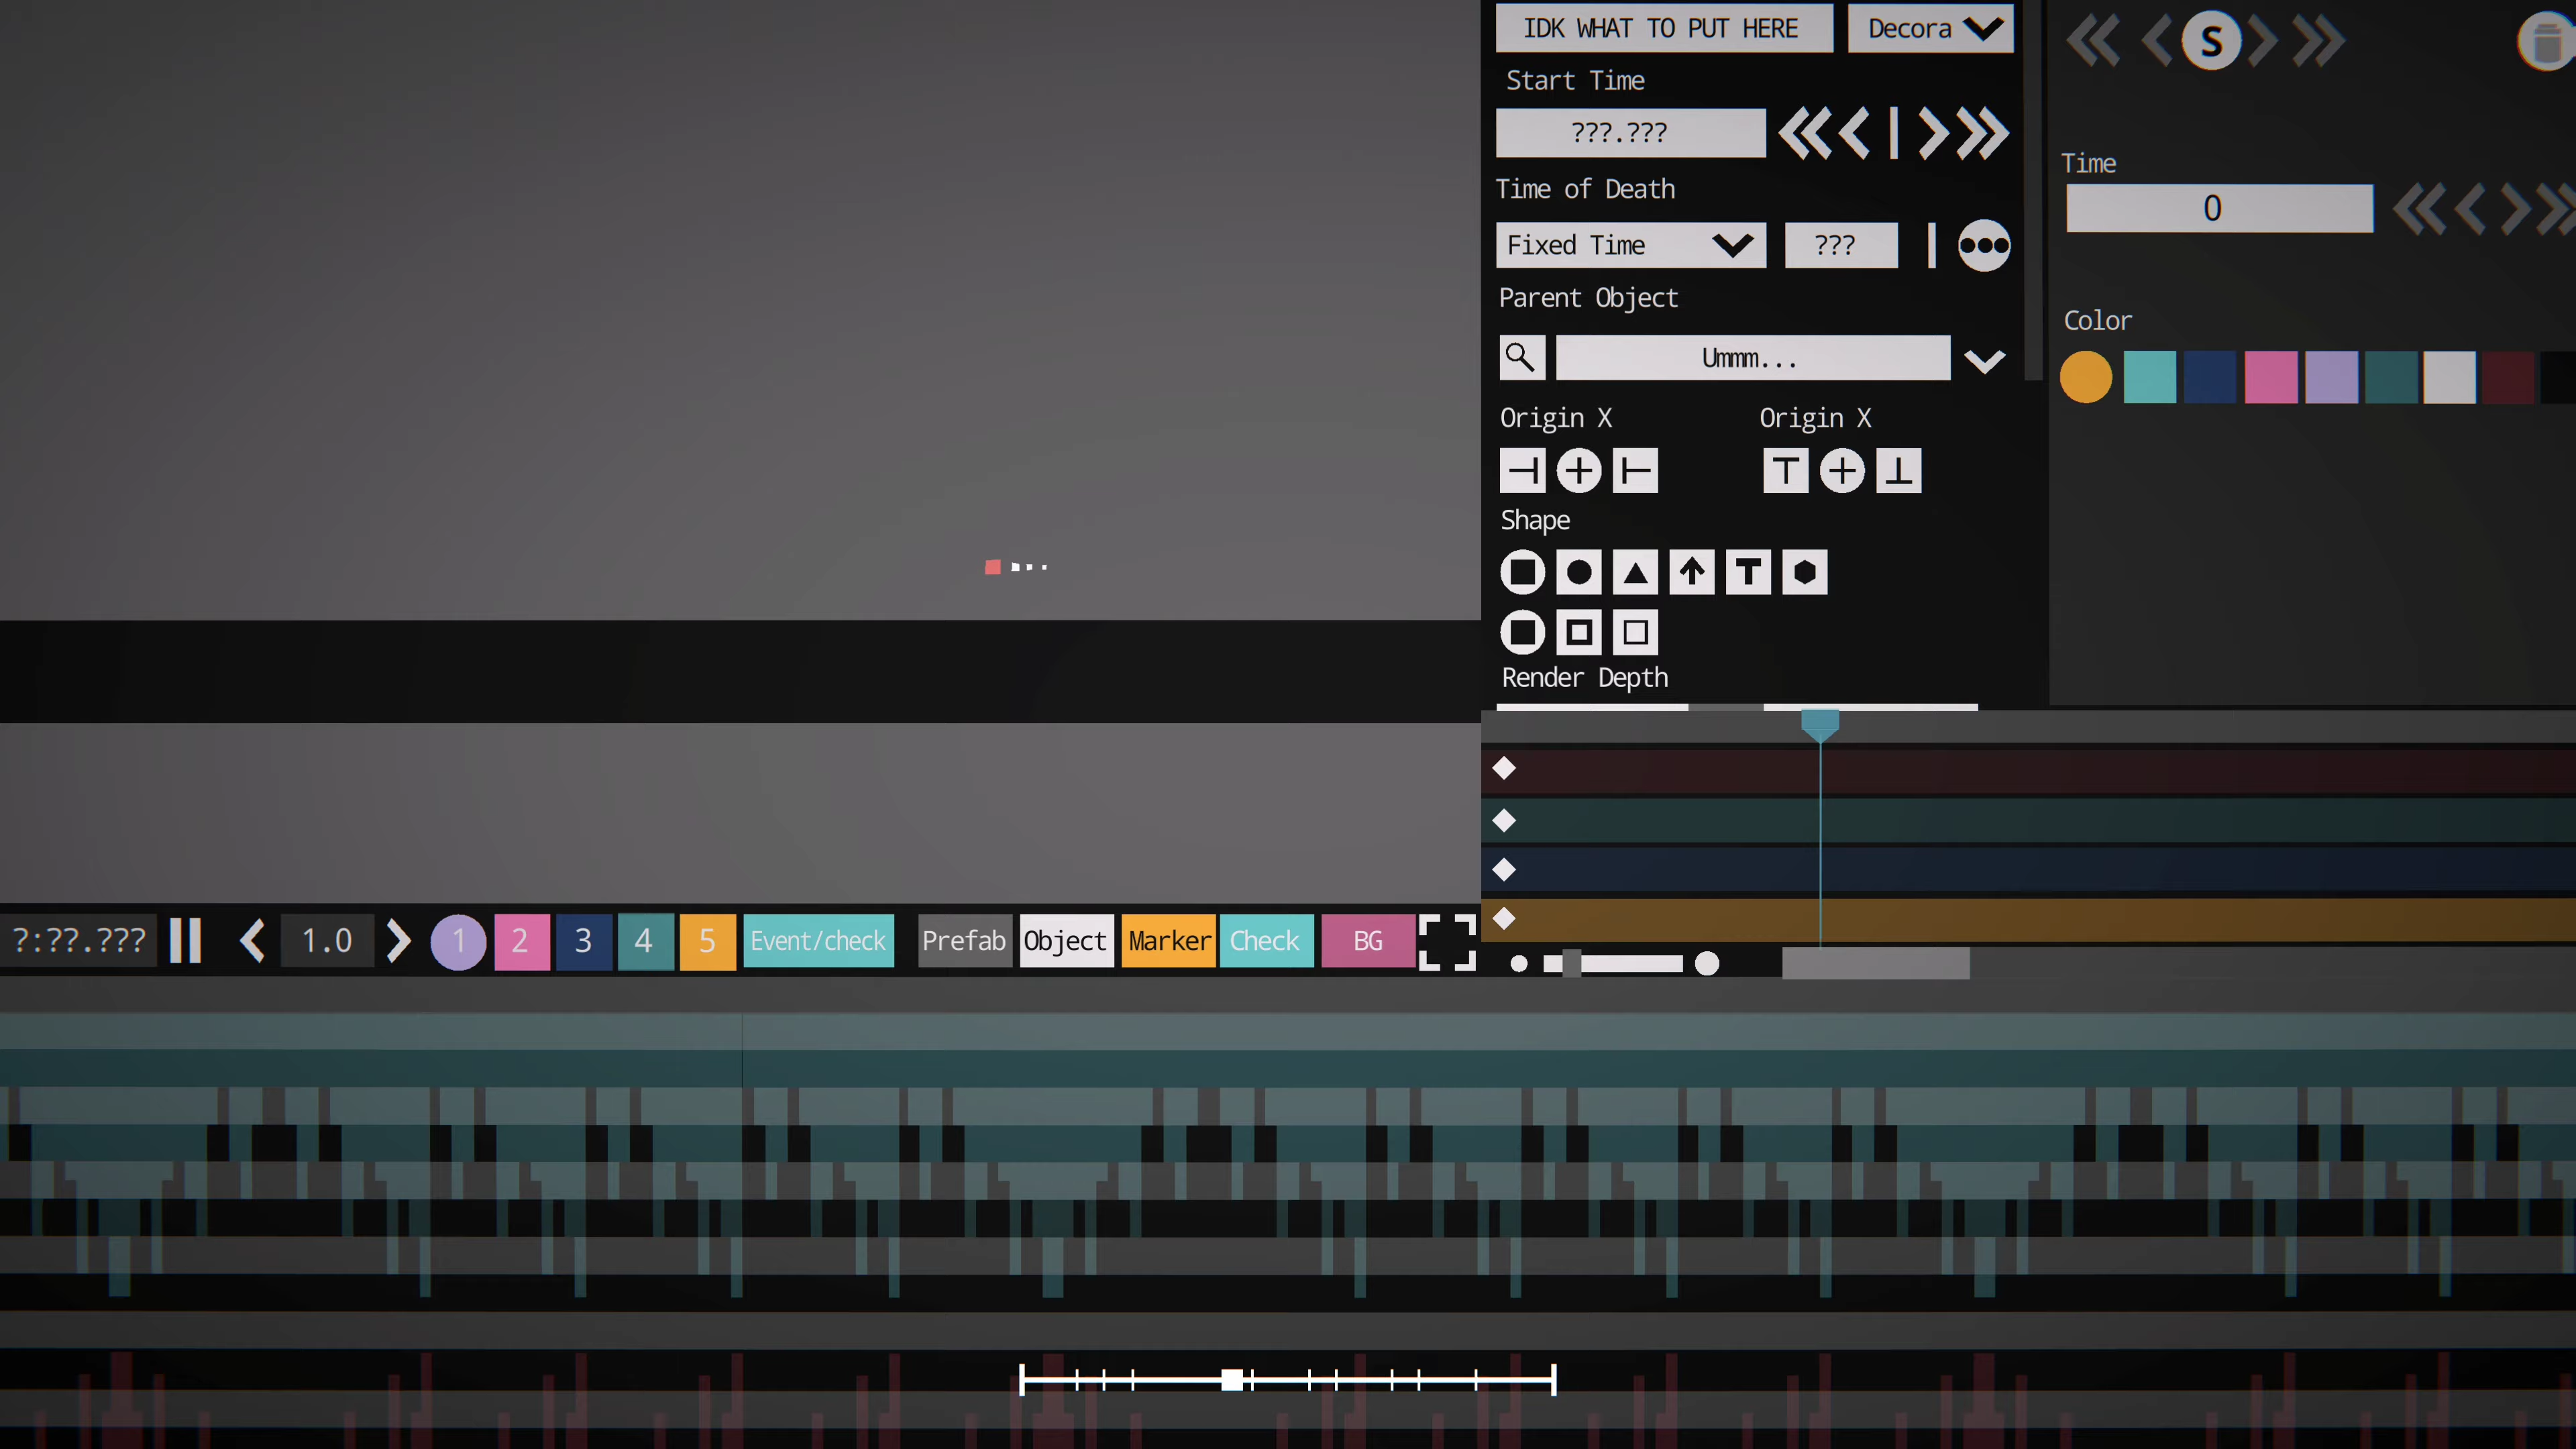 IDK WHAT TO PUT HERE
Decora
Start Time
???.???
Time of Death
Fixed Time
???
Parent Object
Ummm...
Origin X
Origin X
Shape
T
Render Depth
S
Time
0
Color
?:??.???
1.0
1
2
3
4
5
Event/check
Prefab
Object
Marker
Check
BG